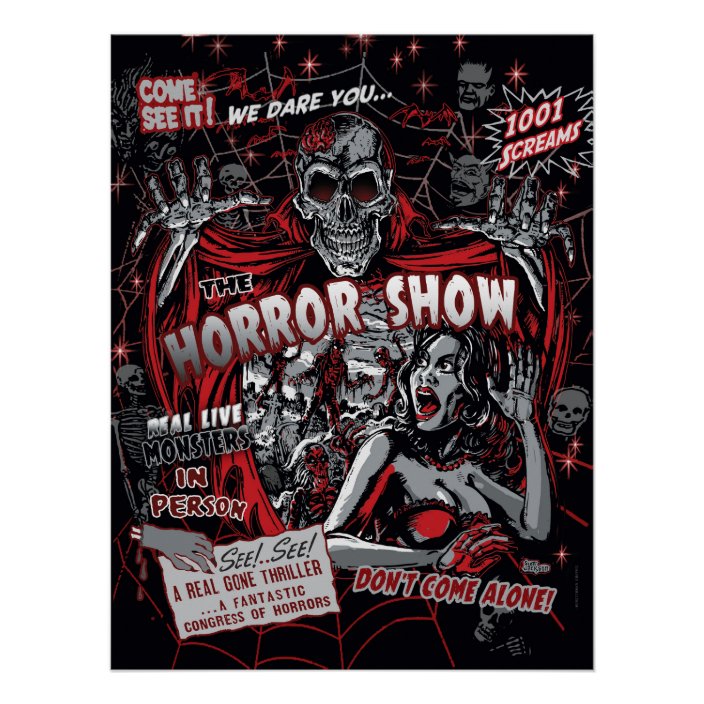 COME
SEE IT!
WE DARE YOU...
1001
SCREAMS
THE
HORROR SHOW
REAL LIVE
MONSTERS
IN
PERSON
SEE!..SEE!
A REAL GONE THRILLER
...A FANTASTIC
CONGRESS OF HORRORS
DON'T COME ALONE!